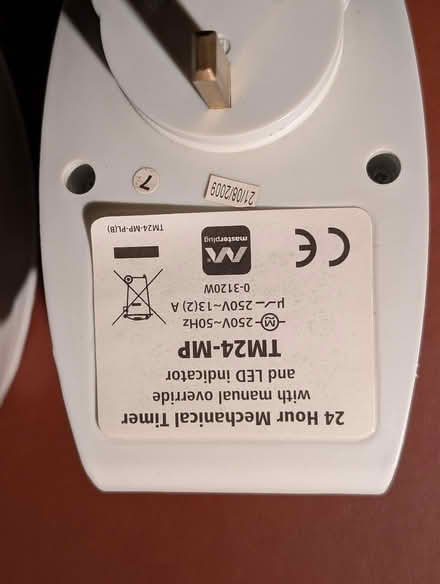 24 Hour Mechanical Timer
with manual override
and LED indicator
TM24-MP
M 250V~50Hz
µ 250V~13(2) A
0-3120W
masterplug
CE
TM24-MP-PL(B)
21/08/2009
7